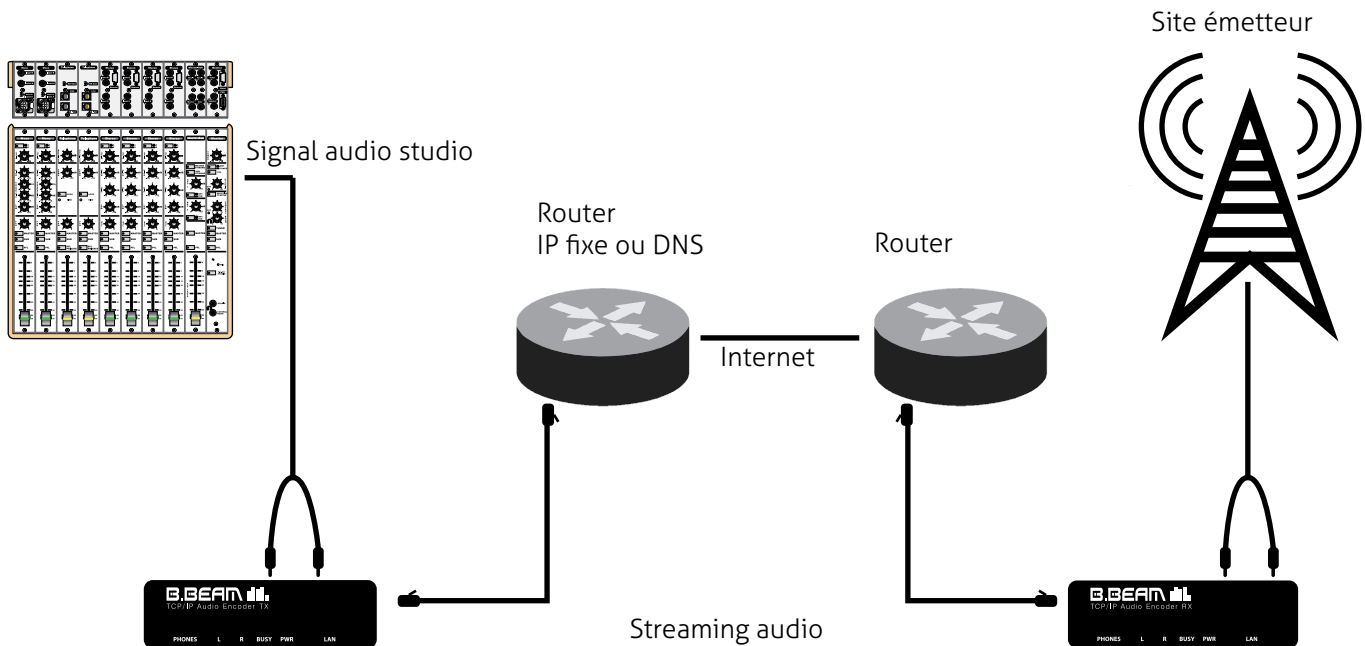 Site émetteur
Signal audio studio
Router
IP fixe ou DNS
Router
Internet
B.BEAM
TCP/IP Audio Encoder TX
PHONES L R BUSY PWR LAN
Streaming audio
B.BEAM
TCP/IP Audio Encoder RX
PHONES L R BUSY PWR LAN